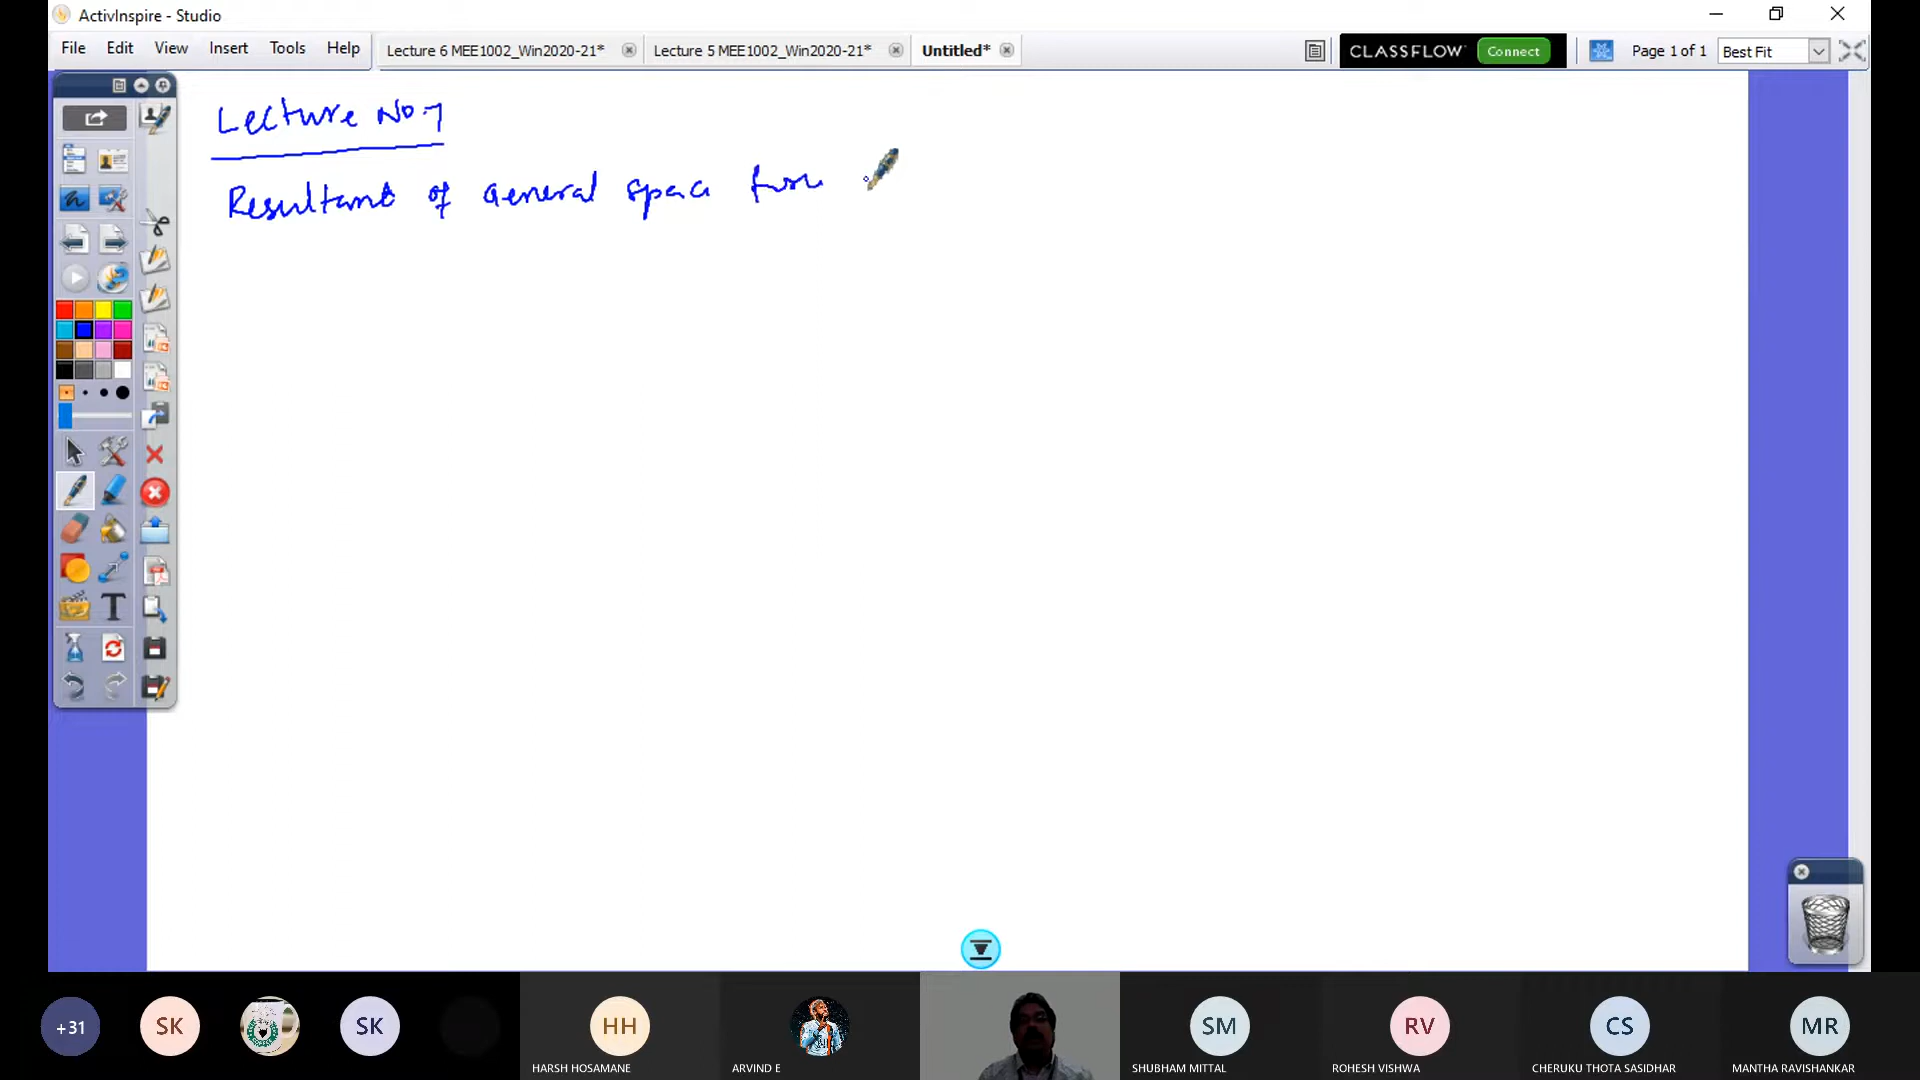 ActivInspire - Studio
File Edit View Insert Tools Help
Lecture 6 MEE1002_Win2020-21*
Lecture 5 MEE1002_Win2020-21*
Untitled*
CLASSFLOW
Connect
Page 1 of 1
Best Fit
Lecture No-7
Resultant of General space force
T
+31
SK
SK
HH
SM
RV
CS
MR
HARSH HOSAMANE
ARVIND E
SHUBHAM MITTAL
ROHESH VISHWA
CHERUKU THOTA SASIDHAR
MANTHA RAVISHANKAR